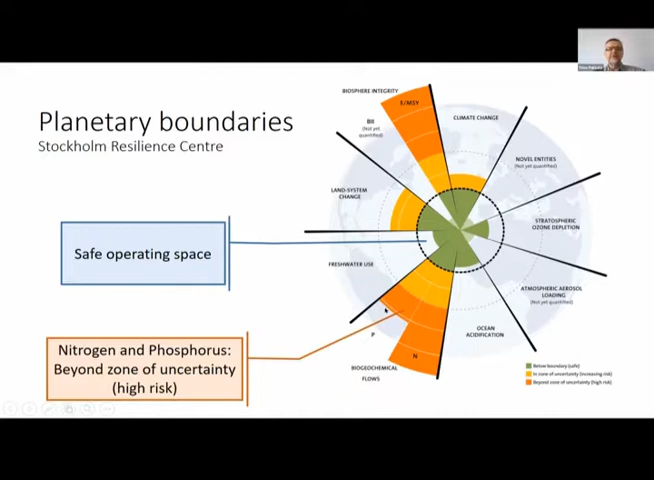 Planetary boundaries
Stockholm Resilience Centre
Safe operating space
Nitrogen and Phosphorus:
Beyond zone of uncertainty
(high risk)
BIOSPHERE INTEGRITY
E/MSY
BII
(Not yet
quantified)
CLIMATE CHANGE
NOVEL ENTITIES
(Not yet quantified)
LAND-SYSTEM
CHANGE
STRATOSPHERIC
OZONE DEPLETION
FRESHWATER USE
ATMOSPHERIC AEROSOL
LOADING
(Not yet quantified)
OCEAN
ACIDIFICATION
P
N
BIOGEOCHEMICAL
FLOWS
Below boundary (safe)
In zone of uncertainty (increasing risk)
Beyond zone of uncertainty (high risk)